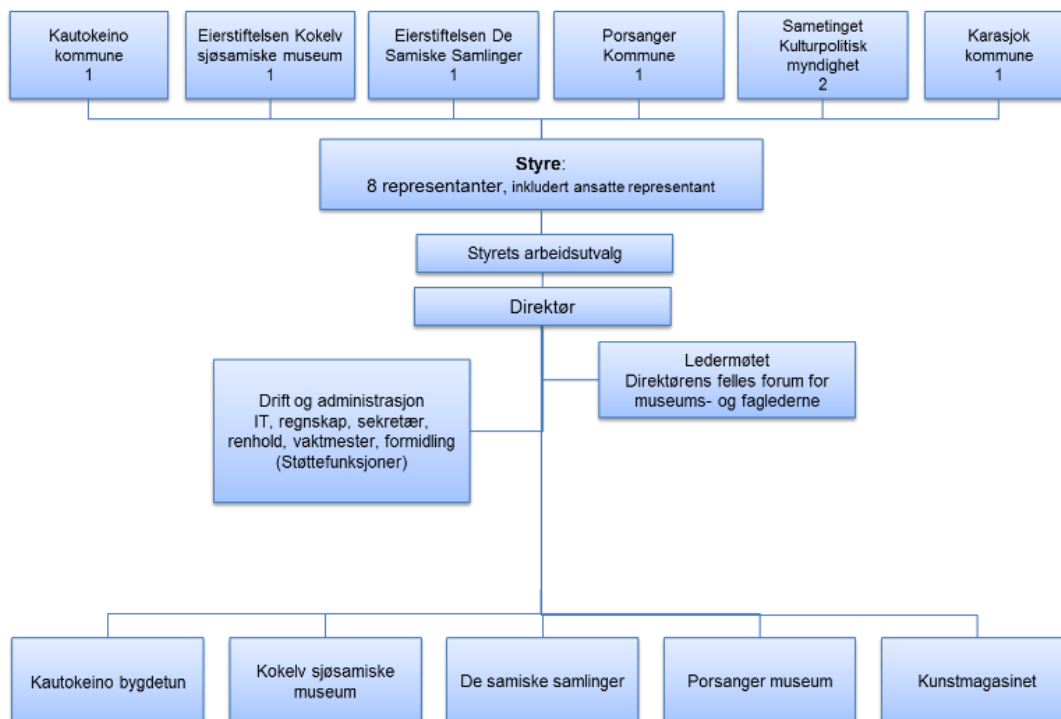 Kautokeino
kommune
1
Eierstiftelsen Kokelv
sjøsamiske museum
1
Eierstiftelsen De
Samiske Samlinger
1
Porsanger
Kommune
1
Sametinget
Kulturpolitisk
myndighet
2
Karasjok
kommune
1
Styre:
8 representanter, inkludert ansatte representant
Styrets arbeidsutvalg
Direktør
Ledermøtet
Direktørens felles forum for
museums- og faglederne
Drift og administrasjon
IT, regnskap, sekretær,
renhold, vaktmester, formidling
(Støttefunksjoner)
Kautokeino bygdetun
Kokelv sjøsamiske
museum
De samiske samlinger
Porsanger museum
Kunstmagasinet